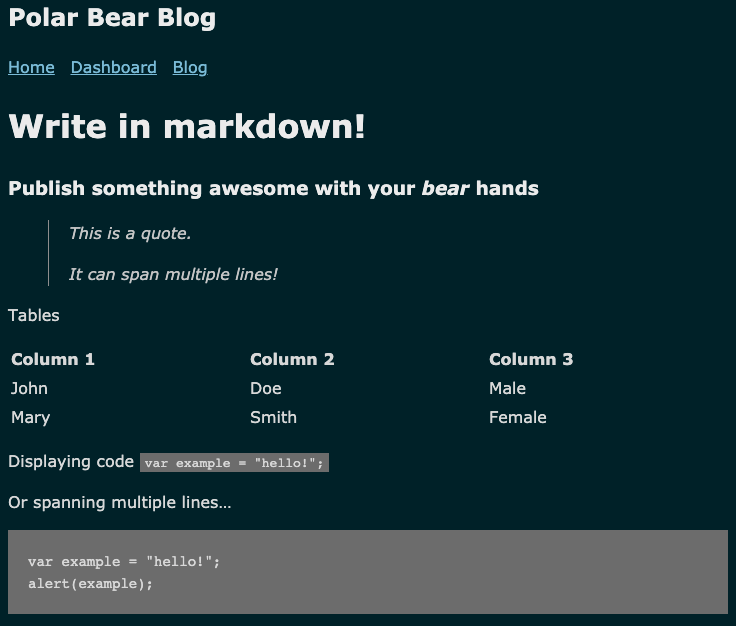 Polar Bear Blog
Home Dashboard Blog
Write in markdown!
Publish something awesome with your bear hands
This is a quote.
It can span multiple lines!
Tables
Column 1 Column 2 Column 3
John Doe Male
Mary Smith Female
Displaying code var example = "hello!";
Or spanning multiple lines...
var example = "hello!";
alert(example);